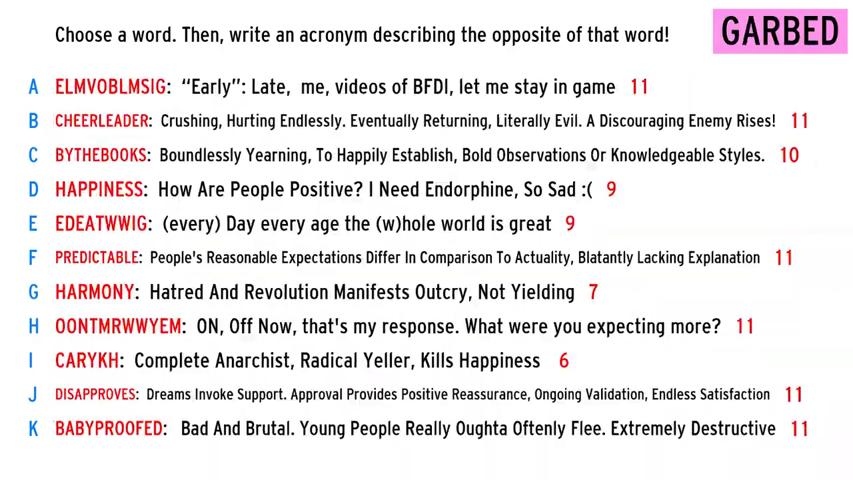 Choose a word. Then, write an acronym describing the opposite of that word!
GARBED
A ELMVOBLMSIG: “Early”: Late, me, videos of BFDI, let me stay in game 11
B CHEERLEADER: Crushing, Hurting Endlessly. Eventually Returning, Literally Evil. A Discouraging Enemy Rises! 11
C BYTHEBOOKS: Boundlessly Yearning, To Happily Establish, Bold Observations Or Knowledgeable Styles. 10
D HAPPINESS: How Are People Positive? I Need Endorphine, So Sad :( 9
E EDEATWWIG: (every) Day every age the (w)hole world is great 9
F PREDICTABLE: People's Reasonable Expectations Differ In Comparison To Actuality, Blatantly Lacking Explanation 11
G HARMONY: Hatred And Revolution Manifests Outcry, Not Yielding 7
H OONTMRWWYEM: ON, Off Now, that's my response. What were you expecting more? 11
I CARYKH: Complete Anarchist, Radical Yeller, Kills Happiness 6
J DISAPPROVES: Dreams Invoke Support. Approval Provides Positive Reassurance, Ongoing Validation, Endless Satisfaction 11
K BABYPROOFED: Bad And Brutal. Young People Really Oughta Oftenly Flee. Extremely Destructive 11